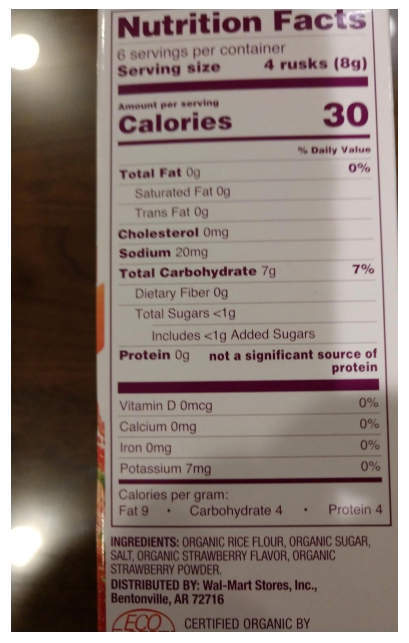 Nutrition Facts
6 servings per container
Serving size 4 rusks (8g)
Amount per serving
Calories 30
% Daily Value
Total Fat 0g 0%
Saturated Fat 0g
Trans Fat 0g
Cholesterol 0mg
Sodium 20mg
Total Carbohydrate 7g 7%
Dietary Fiber 0g
Total Sugars <1g
Includes <1g Added Sugars
Protein 0g not a significant source of
protein
Vitamin D 0mcg 0%
Calcium 0mg 0%
Iron 0mg 0%
Potassium 7mg 0%
Calories per gram:
Fat 9 • Carbohydrate 4 • Protein 4
INGREDIENTS: ORGANIC RICE FLOUR, ORGANIC SUGAR,
SALT, ORGANIC STRAWBERRY FLAVOR, ORGANIC
STRAWBERRY POWDER.
DISTRIBUTED BY: Wal-Mart Stores, Inc.,
Bentonville, AR 72716
ECO CERTIFIED ORGANIC BY